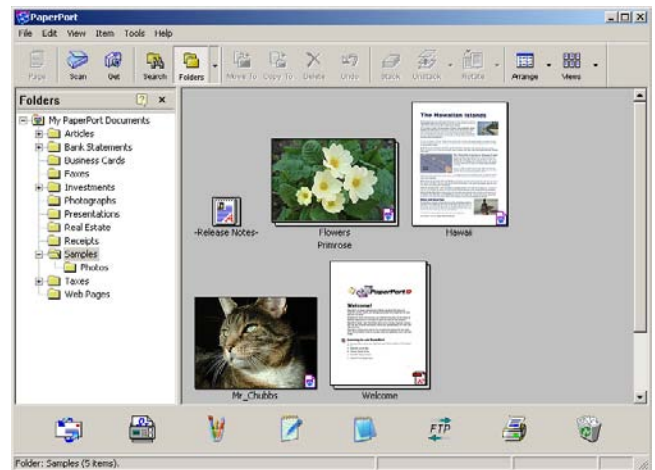 PaperPort
File Edit View Item Tools Help
Page Scan Get Search Folders Move To Copy To Delete Undo Stack Unstack Rotate Arrange Views
Folders
My PaperPort Documents
Articles
Bank Statements
Business Cards
Faxes
Investments
Photographs
Presentations
Real Estate
Receipts
Samples
Photos
Taxes
Web Pages
The Hawaiian Islands
-Release Notes-
Flowers
Primrose
Hawaii
PaperPort
Welcome!
Mr_Chubbs
Welcome
FTP
Folder: Samples (5 items).